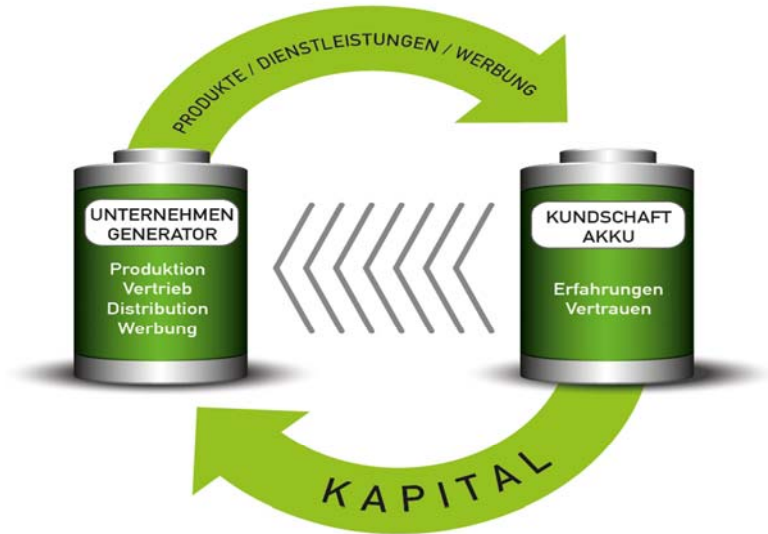 PRODUKTE / DIENSTLEISTUNGEN / WERBUNG
UNTERNEHMEN
GENERATOR
Produktion
Vertrieb
Distribution
Werbung
KUNDSCHAFT
AKKU
Erfahrungen
Vertrauen
KAPITAL